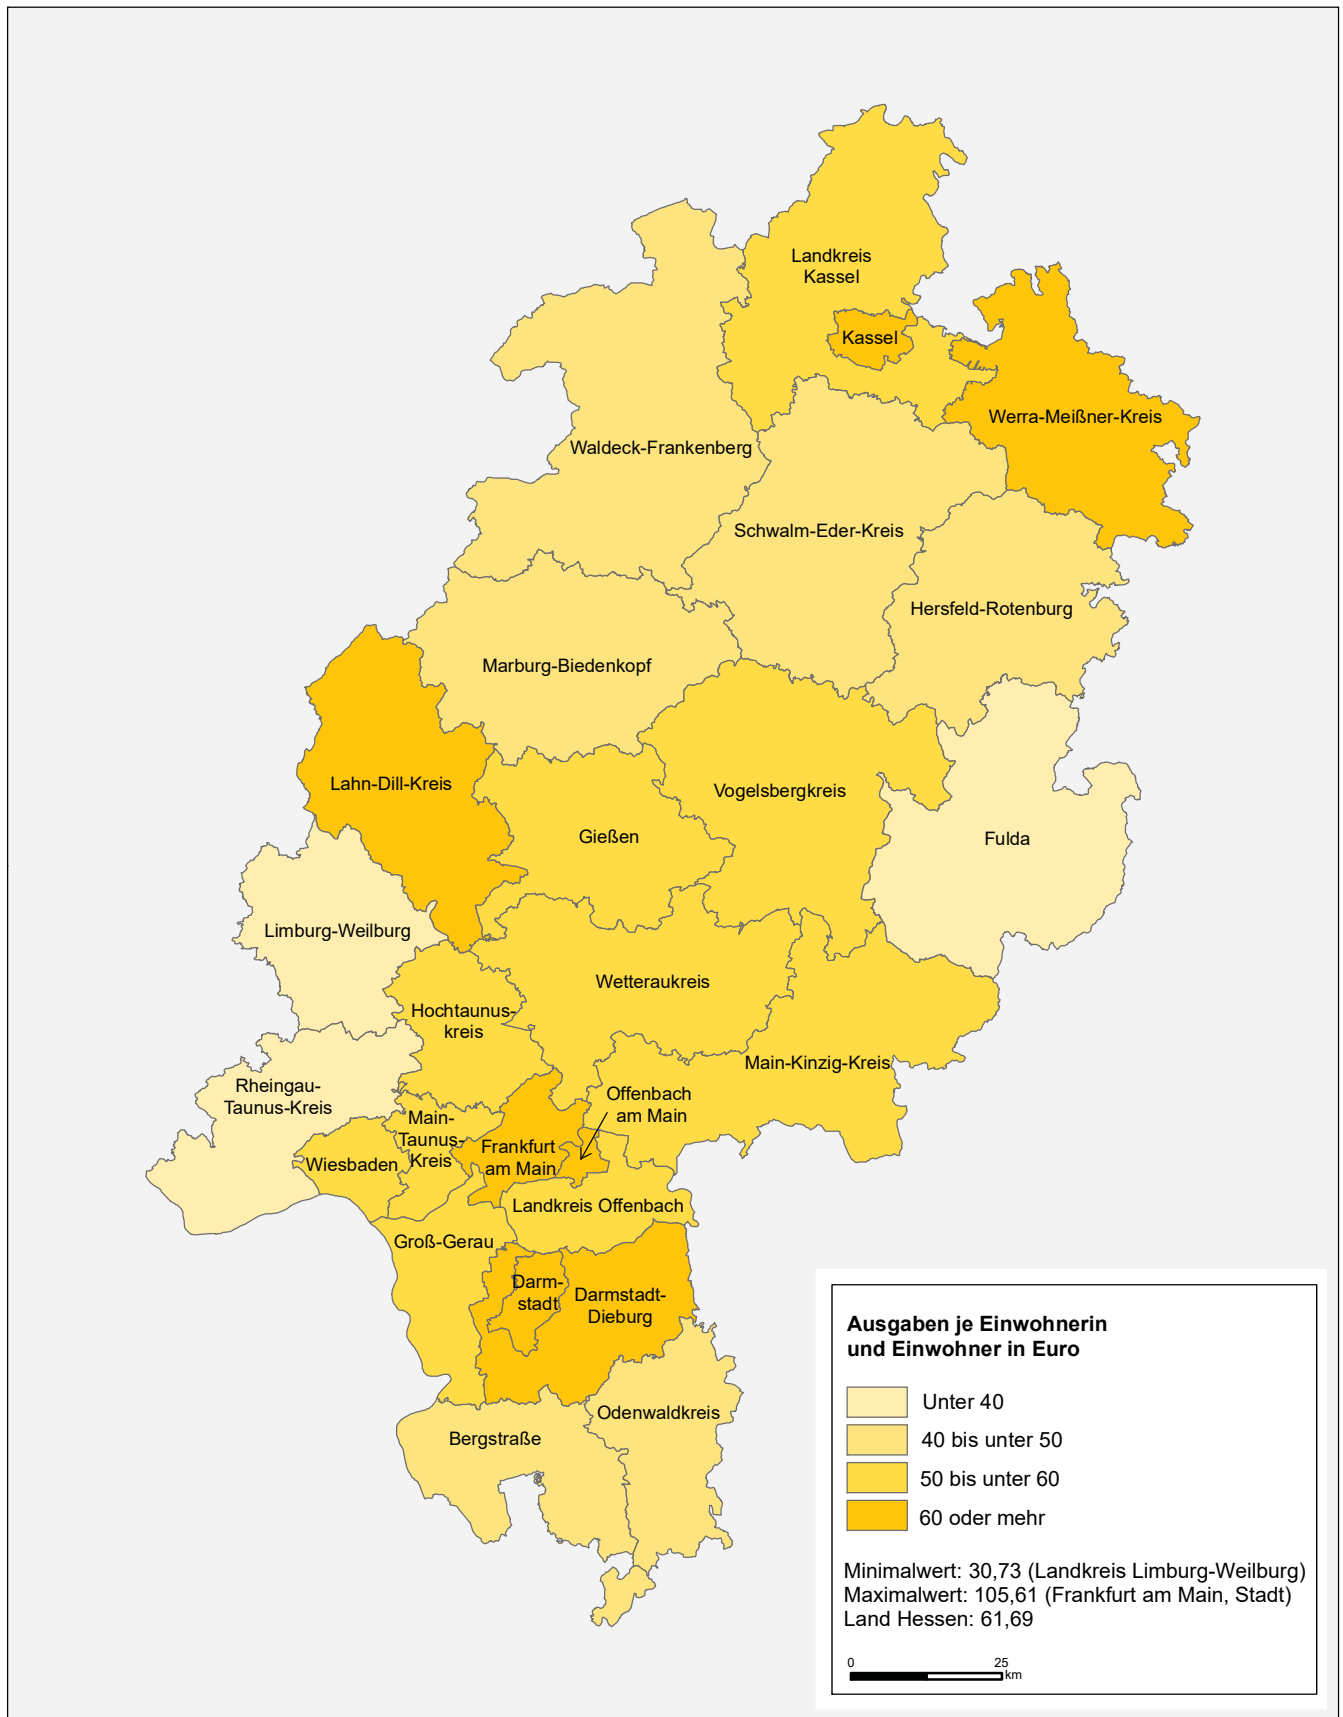 Landkreis
Kassel
Kassel
Werra-Meißner-Kreis
Waldeck-Frankenberg
Schwalm-Eder-Kreis
Hersfeld-Rotenburg
Marburg-Biedenkopf
Lahn-Dill-Kreis
Vogelsbergkreis
Gießen
Fulda
Limburg-Weilburg
Wetteraukreis
Hochtaunus-
kreis
Main-Kinzig-Kreis
Rheingau-
Taunus-Kreis
Offenbach
am Main
Main-
Taunus-
Kreis
Frankfurt
am Main
Wiesbaden
Landkreis Offenbach
Groß-Gerau
Darm-
stadt
Darmstadt-
Dieburg
Odenwaldkreis
Bergstraße
Ausgaben je Einwohnerin
und Einwohner in Euro
Unter 40
40 bis unter 50
50 bis unter 60
60 oder mehr
Minimalwert: 30,73 (Landkreis Limburg-Weilburg)
Maximalwert: 105,61 (Frankfurt am Main, Stadt)
Land Hessen: 61,69
0 25
km